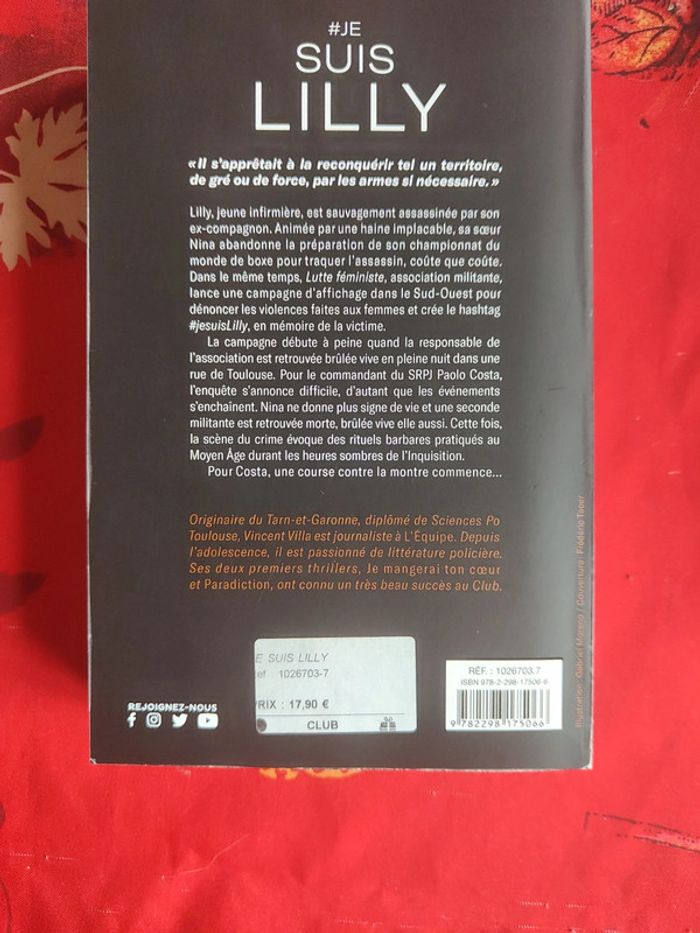 #JE
SUIS
LILLY
« Il s'apprêtait à la reconquérir tel un territoire,
de gré ou de force, par les armes si nécessaire. »
Lilly, jeune infirmière, est sauvagement assassinée par son
ex-compagnon. Animée par une haine implacable, sa sœur
Nina abandonne la préparation de son championnat du
monde de boxe pour traquer l'assassin, coûte que coûte.
Dans le même temps, Lutte féministe, association militante,
lance une campagne d'affichage dans le Sud-Ouest pour
dénoncer les violences faites aux femmes et crée le hashtag
#jesuisLilly, en mémoire de la victime.
La campagne débute à peine quand la responsable de
l'association est retrouvée brûlée vive en pleine nuit dans une
rue de Toulouse. Pour le commandant du SRPJ Paolo Costa,
l'enquête s'annonce difficile, d'autant que les événements
s'enchaînent. Nina ne donne plus signe de vie et une seconde
militante est retrouvée morte, brûlée vive elle aussi. Cette fois,
la scène du crime évoque des rituels barbares pratiqués au
Moyen Âge durant les heures sombres de l'Inquisition.
Pour Costa, une course contre la montre commence...
Originaire du Tarn-et-Garonne, diplômé de Sciences Po
Toulouse, Vincent Villa est journaliste à L'Équipe. Depuis
l'adolescence, il est passionné de littérature policière.
Ses deux premiers thrillers, Je mangerai ton cœur
et Paradiction, ont connu un très beau succès au Club.
Illustration : Gabriel Moreno / Couverture : Frédéric Tacer
E SUIS LILLY
ef : 1026703-7
RIX : 17,90 €
CLUB
RÉF. : 1026703.7
ISBN 978-2-298-17506-6
9 782298 175066
REJOIGNEZ-NOUS